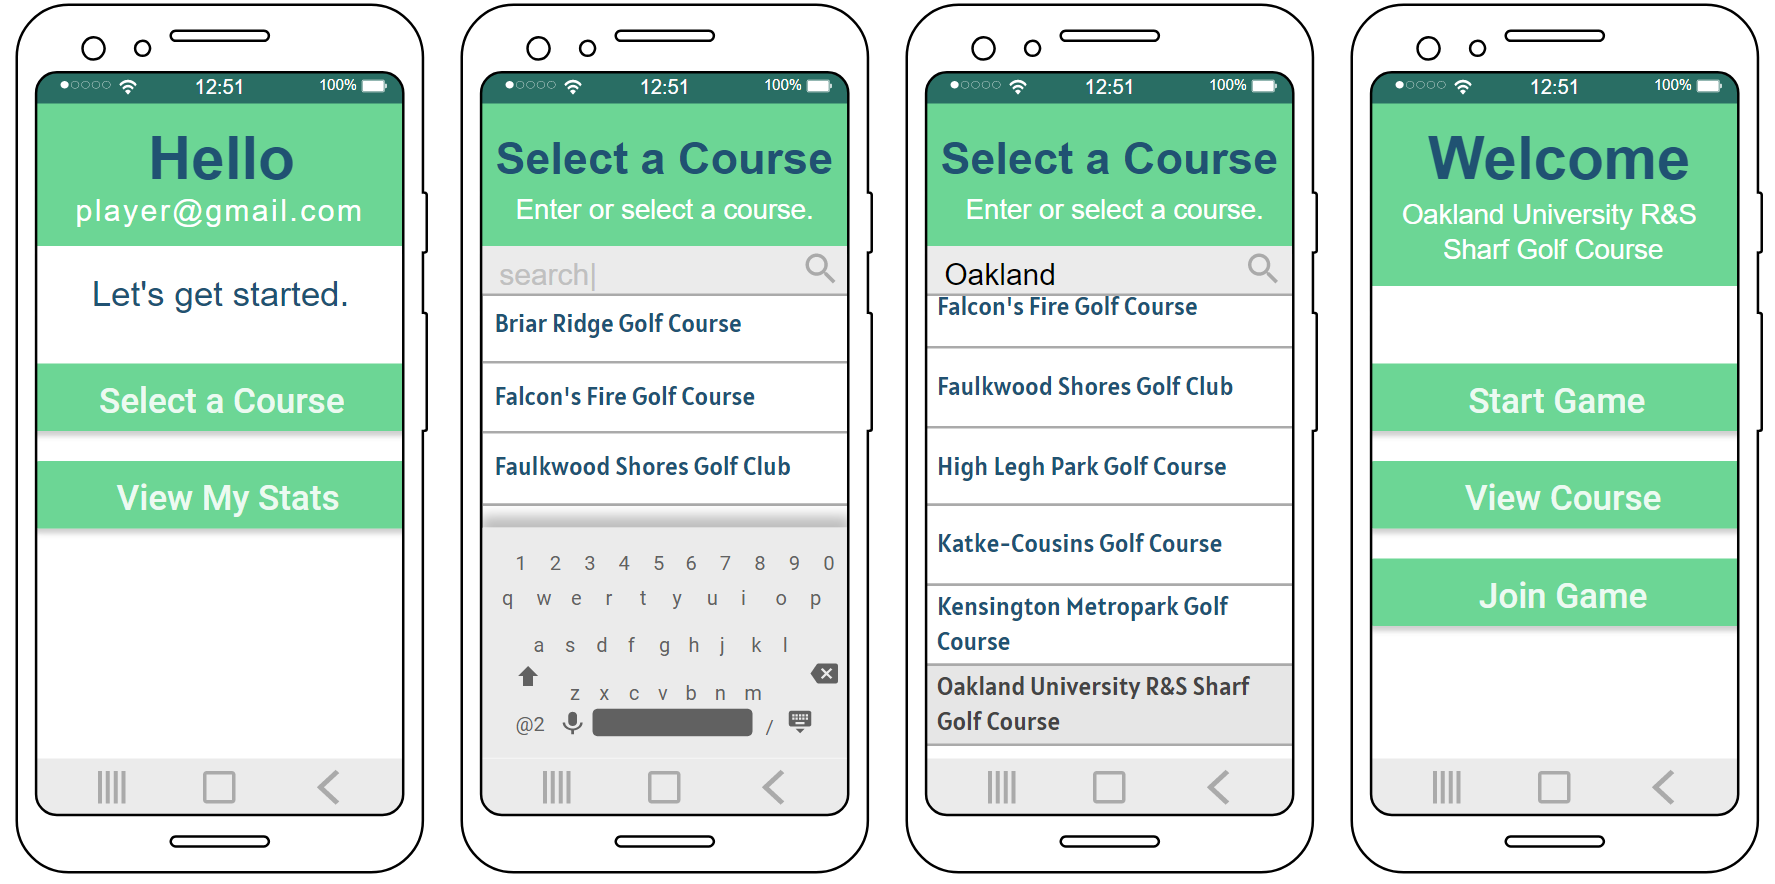 12:51
100%
Hello
player@gmail.com
Let's get started.
Select a Course
View My Stats
12:51
100%
Select a Course
Enter or select a course.
search|
Briar Ridge Golf Course
Falcon's Fire Golf Course
Faulkwood Shores Golf Club
1 2 3 4 5 6 7 8 9 0
q w e r t y u i o p
a s d f g h j k l
z x c v b n m
@2 /
12:51
100%
Select a Course
Enter or select a course.
Oakland
Falcon's Fire Golf Course
Faulkwood Shores Golf Club
High Legh Park Golf Course
Katke-Cousins Golf Course
Kensington Metropark Golf
Course
Oakland University R&S Sharf
Golf Course
12:51
100%
Welcome
Oakland University R&S
Sharf Golf Course
Start Game
View Course
Join Game